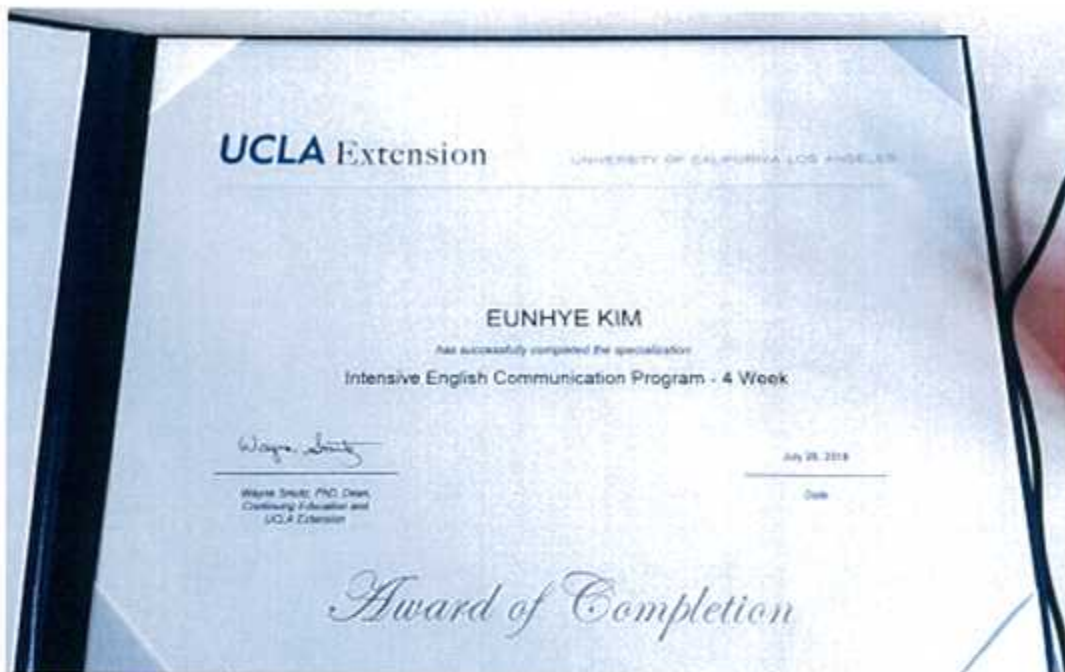 UCLA Extension
UNIVERSITY OF CALIFORNIA LOS ANGELES
EUNHYE KIM
has successfully completed the specialization
Intensive English Communication Program - 4 Week
Wayne Smutz, PhD, Dean,
Continuing Education and
UCLA Extension
July
Date
Award of Completion